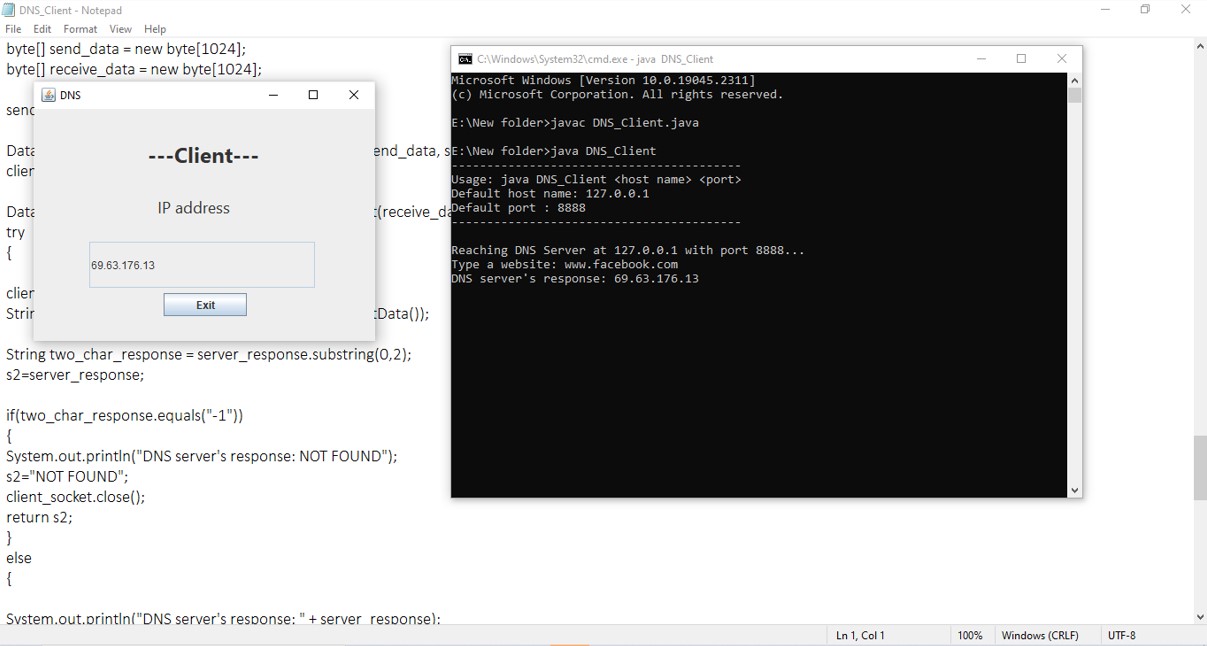 DNS_Client - Notepad
File Edit Format View Help
byte[] send_data = new byte[1024];
byte[] receive_data = new byte[1024];
DNS
---Client---
IP address
69.63.176.13
Exit
try
{
end_data, s
t(receive_da
tData());
String two_char_response = server_response.substring(0,2);
s2=server_response;
if(two_char_response.equals("-1"))
{
System.out.println("DNS server's response: NOT FOUND");
s2="NOT FOUND";
client_socket.close();
return s2;
}
else
{
System.out.println("DNS server's response: " + server_response);
C:\Windows\System32\cmd.exe - java DNS_Client
Microsoft Windows [Version 10.0.19045.2311]
(c) Microsoft Corporation. All rights reserved.
E:\New folder>javac DNS_Client.java
E:\New folder>java DNS_Client
-----------------------------------------
Usage: java DNS_Client <host name> <port>
Default host name: 127.0.0.1
Default port : 8888
-----------------------------------------
Reaching DNS Server at 127.0.0.1 with port 8888...
Type a website: www.facebook.com
DNS server's response: 69.63.176.13
Ln 1, Col 1 100% Windows (CRLF) UTF-8